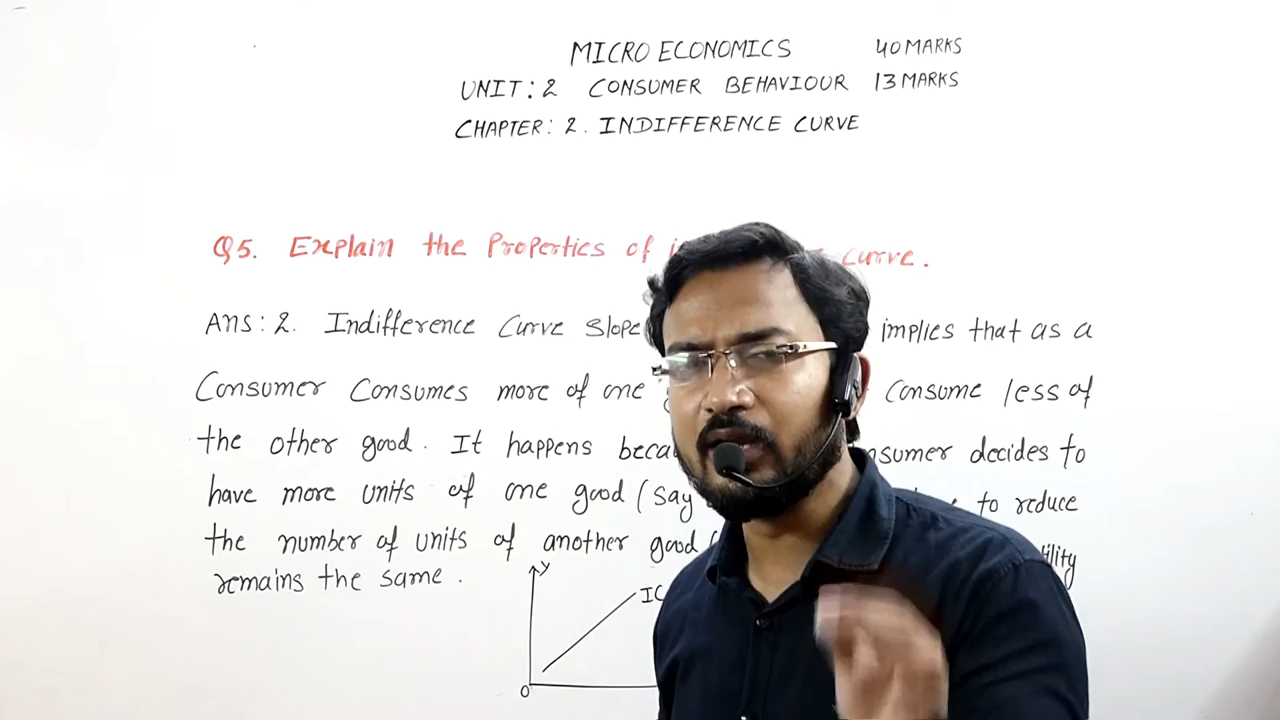 MICRO ECONOMICS 40 MARKS
UNIT: 2 CONSUMER BEHAVIOUR 13 MARKS
CHAPTER: 2. INDIFFERENCE CURVE
Q5. Explain the Properties of curve.
Ans: 2. Indifference Curve Slope implies that as a
Consumer Consumes more of one consume less of
the other good. It happens decides to
have more units of one good (say to reduce
the number of units of another good
remains the same.
Y
IC
O